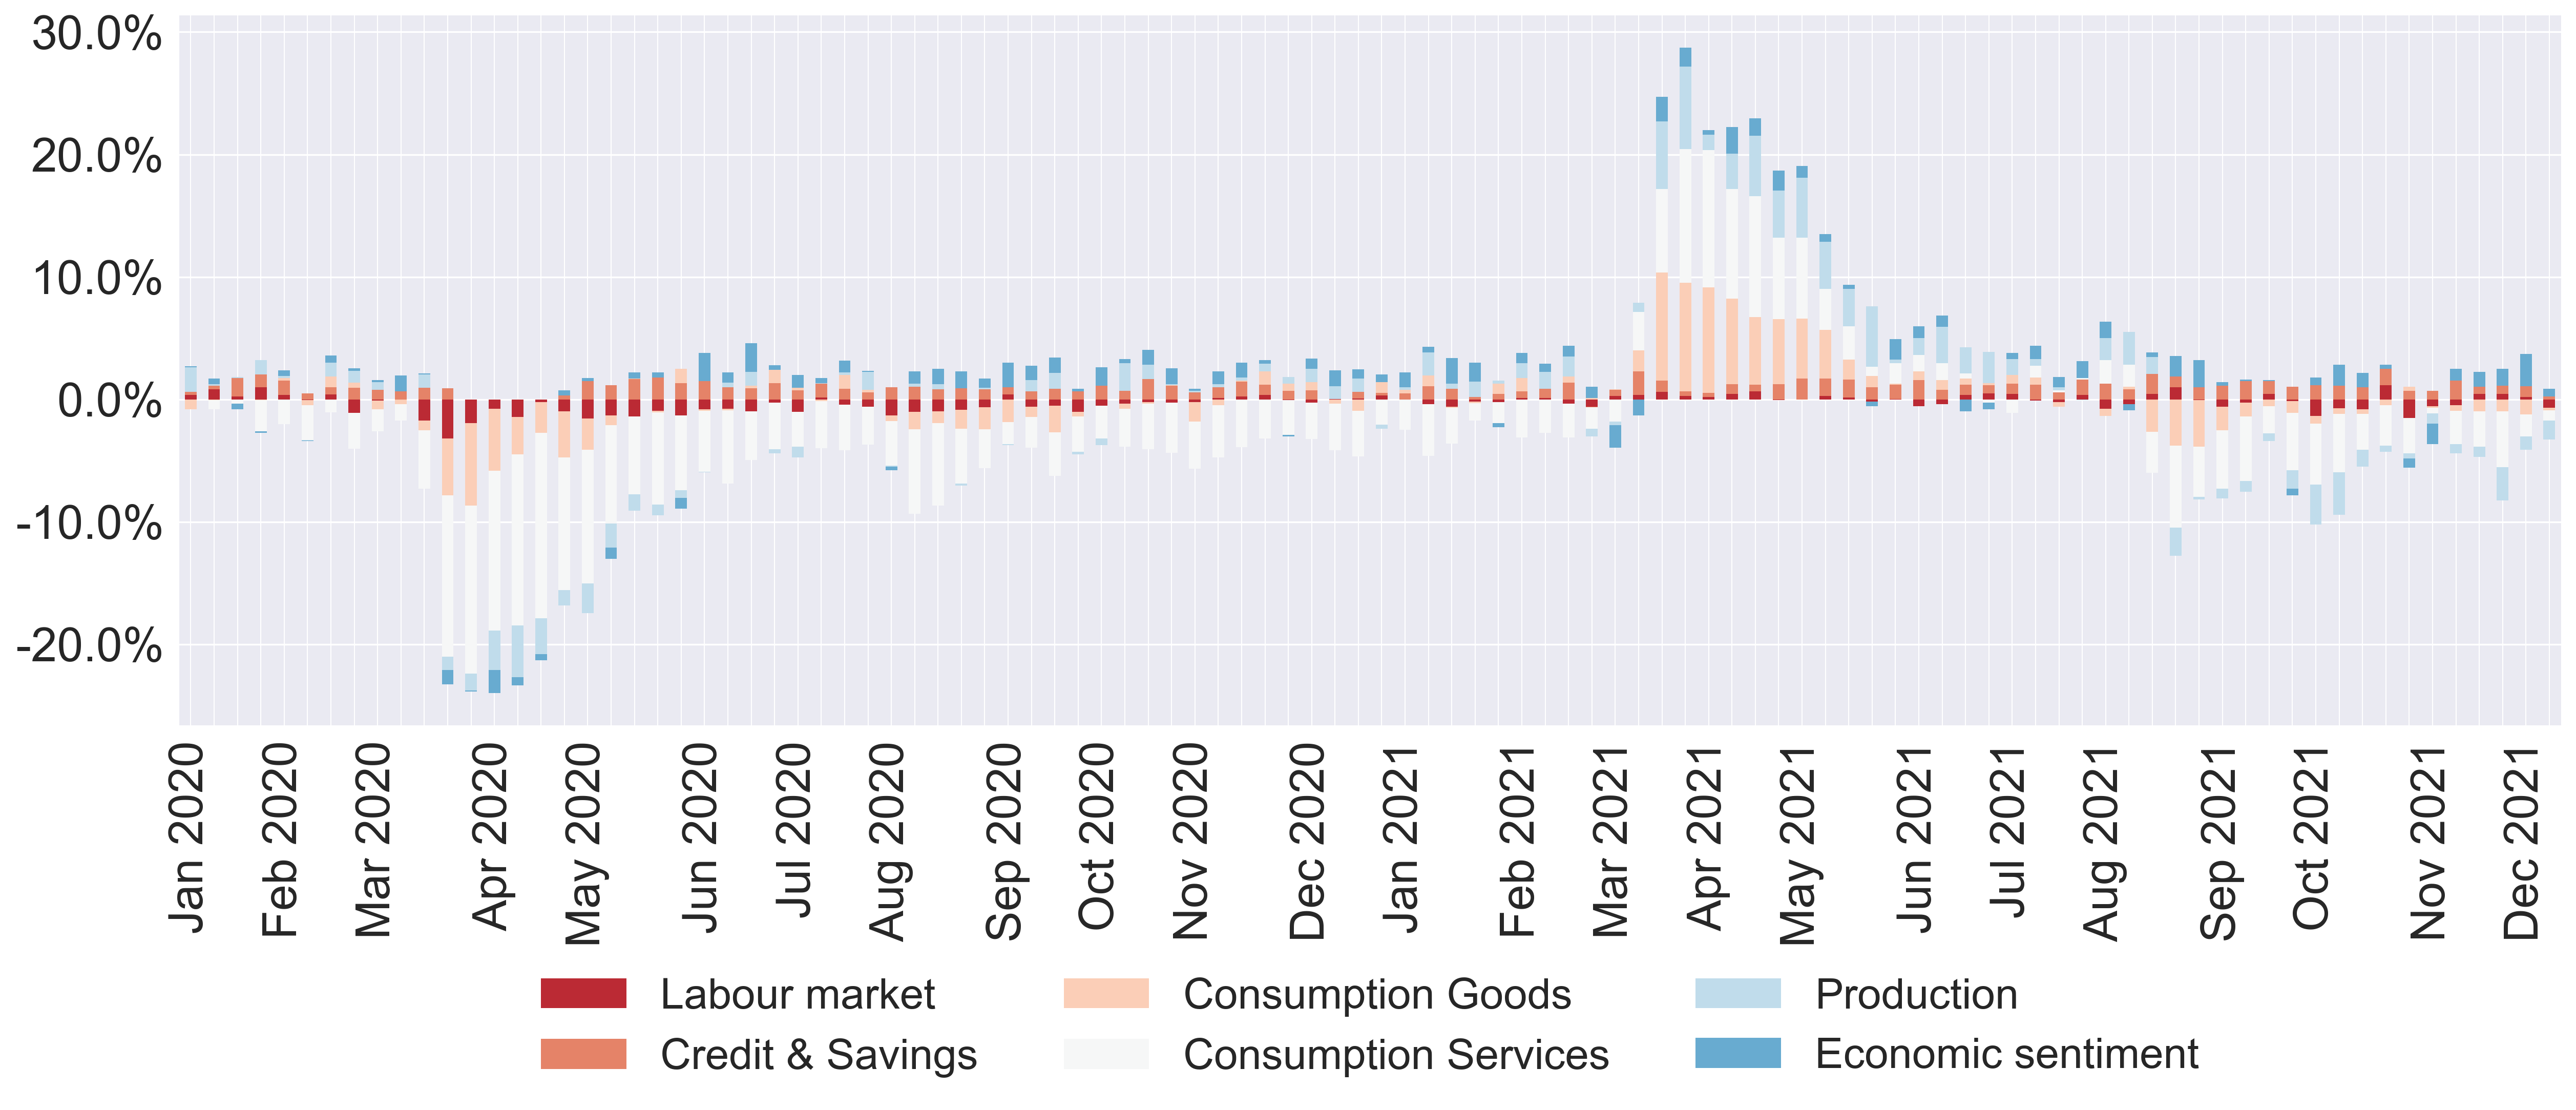 30.0%
20.0%
10.0%
0.0%
-10.0%
-20.0%
Jan 2020
Feb 2020
Mar 2020
Apr 2020
May 2020
Jun 2020
Jul 2020
Aug 2020
Sep 2020
Oct 2020
Nov 2020
Dec 2020
Jan 2021
Feb 2021
Mar 2021
Apr 2021
May 2021
Jun 2021
Jul 2021
Aug 2021
Sep 2021
Oct 2021
Nov 2021
Dec 2021
Labour market
Consumption Goods
Production
Credit & Savings
Consumption Services
Economic sentiment